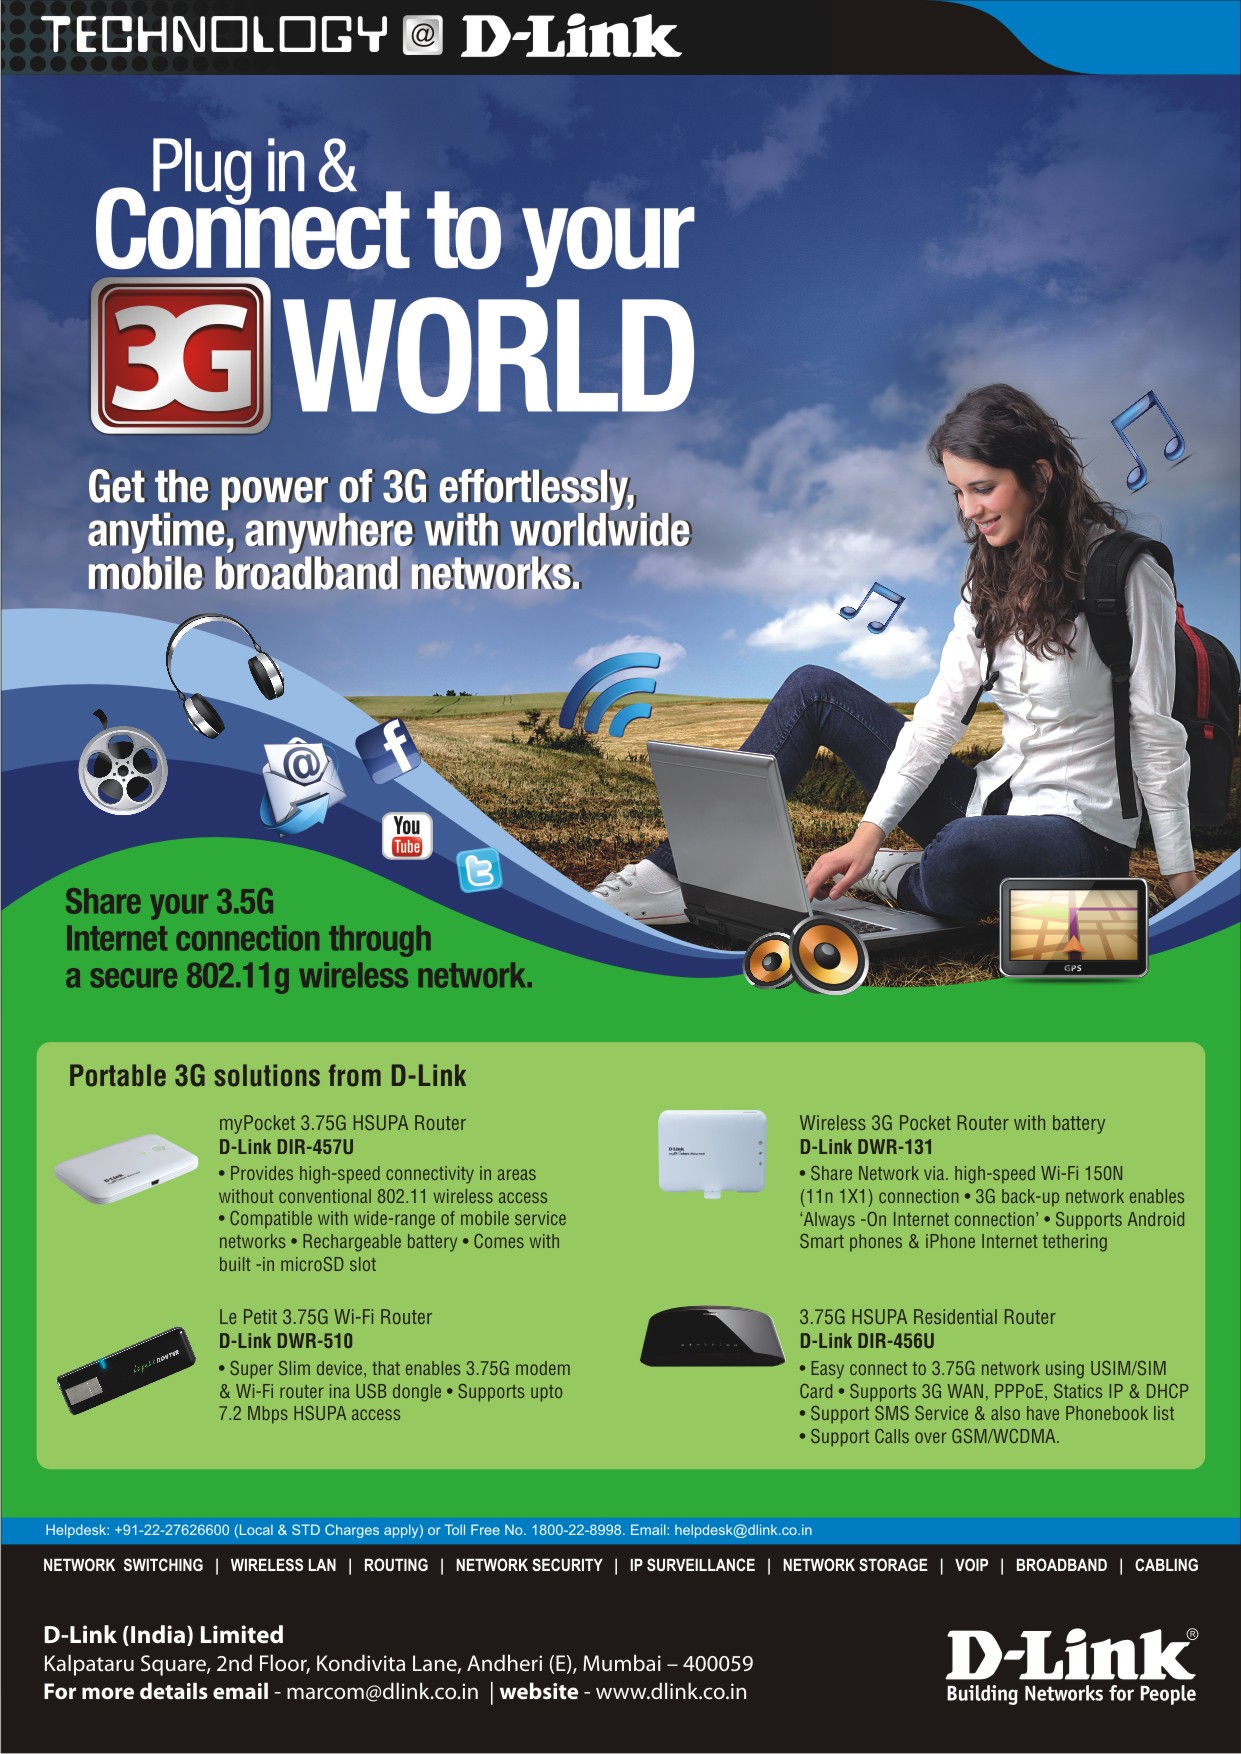 TECHNOLOGY @ D-Link
Plug in &
Connect to your
3G WORLD
Get the power of 3G effortlessly,
anytime, anywhere with worldwide
mobile broadband networks.
@
f
You
Tube
t
GPS
Share your 3.5G
Internet connection through
a secure 802.11g wireless network.
Portable 3G solutions from D-Link
myPocket 3.75G HSUPA Router
D-Link DIR-457U
• Provides high-speed connectivity in areas
without conventional 802.11 wireless access
• Compatible with wide-range of mobile service
networks • Rechargeable battery • Comes with
built -in microSD slot
D-Link
Wireless 3G Pocket Router with battery
D-Link DWR-131
• Share Network via. high-speed Wi-Fi 150N
(11n 1X1) connection • 3G back-up network enables
‘Always -On Internet connection’ • Supports Android
Smart phones & iPhone Internet tethering
D-Link
Le Petit 3.75G Wi-Fi Router
D-Link DWR-510
• Super Slim device, that enables 3.75G modem
& Wi-Fi router ina USB dongle • Supports upto
7.2 Mbps HSUPA access
3.75G HSUPA Residential Router
D-Link DIR-456U
• Easy connect to 3.75G network using USIM/SIM
Card • Supports 3G WAN, PPPoE, Statics IP & DHCP
• Support SMS Service & also have Phonebook list
• Support Calls over GSM/WCDMA.
Helpdesk: +91-22-27626600 (Local & STD Charges apply) or Toll Free No. 1800-22-8998. Email: helpdesk@dlink.co.in
NETWORK SWITCHING | WIRELESS LAN | ROUTING | NETWORK SECURITY | IP SURVEILLANCE | NETWORK STORAGE | VOIP | BROADBAND | CABLING
D-Link (India) Limited
Kalpataru Square, 2nd Floor, Kondivita Lane, Andheri (E), Mumbai – 400059
For more details email - marcom@dlink.co.in | website - www.dlink.co.in
D-Link®
Building Networks for People